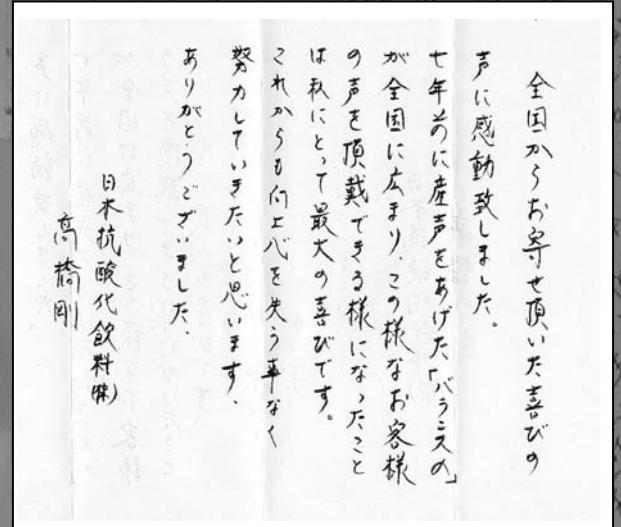 全国からお寄せ頂いた喜びの
声に感動致しました。
七年前に産声をあげた「バランスα」
が全国に広まり、この様なお客様
の声を頂戴できる様になったこと
は私にとって最大の喜びです。
これからも向上心を失う事なく
努力していきたいと思います、
ありがとうございました、
日本抗酸化飲料㈱
高橋剛